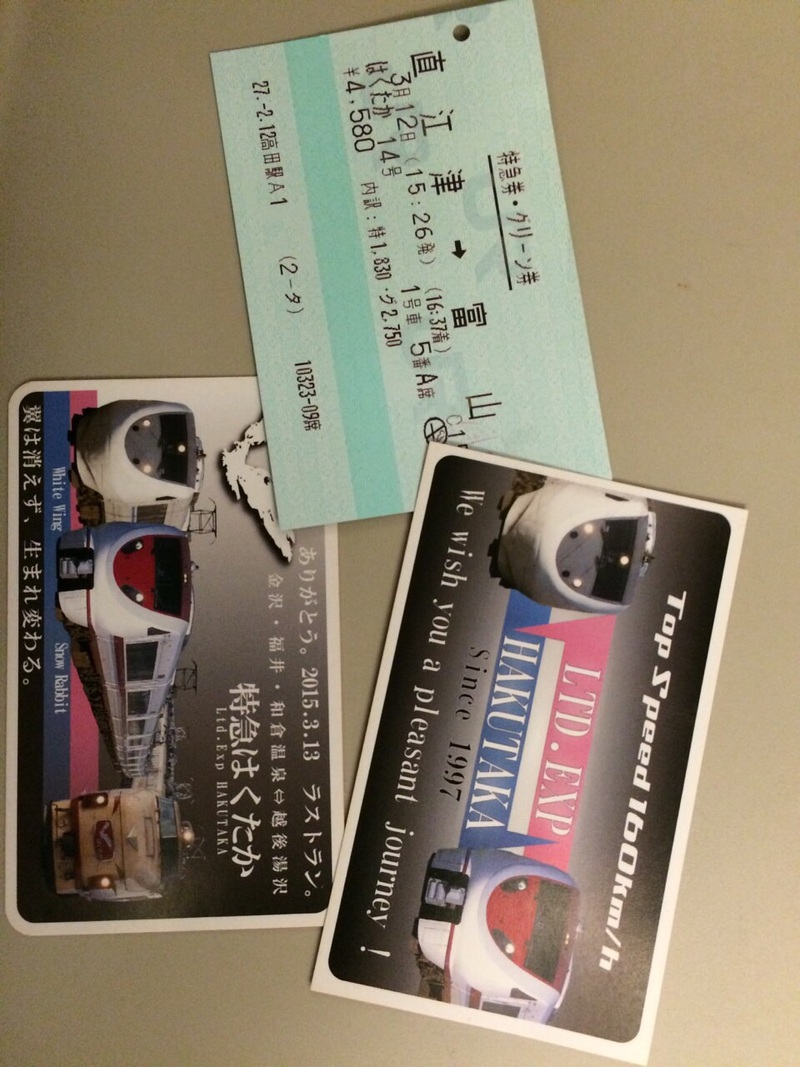 特急券・グリーン券
直江津 → 富山
3月12日 (15:26発) (16:37着)
はくたか 14号 1号車 5番A席
¥4,580 内訳:特1,830・グ2,750
27.-2.12高田駅A1 (2-タ) 10323-09席
ありがとう。2015.3.13 ラストラン。
金沢・福井・和倉温泉⇔越後湯沢
特急はくたか
Ltd-Exp HAKUTAKA
White Wing Snow Rabbit
翼は消えず、生まれ変わる。
Top Speed 160km/h
LTD.EXP
HAKUTAKA
since 1997
We wish you a pleasant journey!